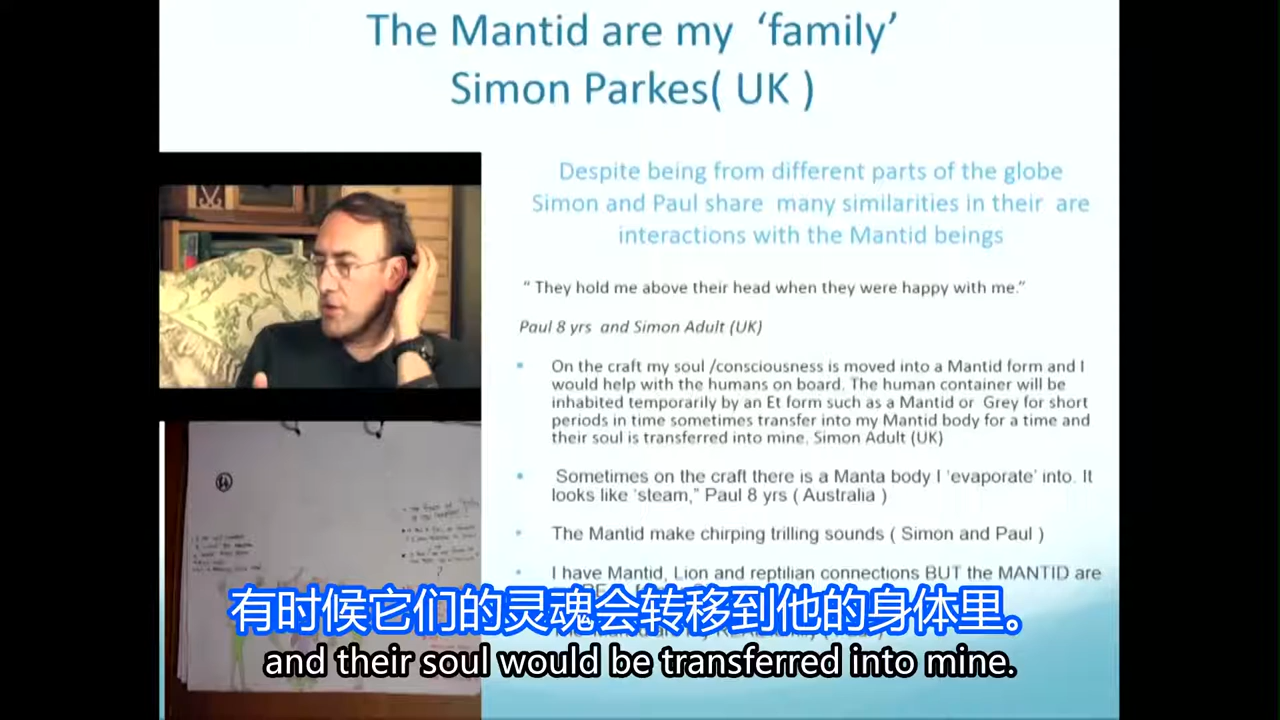 The Mantid are my ‘family’
Simon Parkes( UK )
Despite being from different parts of the globe
Simon and Paul share many similarities in their are
interactions with the Mantid beings
“ They hold me above their head when they were happy with me.”
Paul 8 yrs and Simon Adult (UK)
On the craft my soul /consciousness is moved into a Mantid form and I
would help with the humans on board. The human container will be
inhabited temporarily by an Et form such as a Mantid or Grey for short
periods in time sometimes transfer into my Mantid body for a time and
their soul is transferred into mine, Simon Adult (UK)
Sometimes on the craft there is a Manta body I ‘evaporate’ into. It
looks like ‘steam,” Paul 8 yrs ( Australia )
The Mantid make chirping trilling sounds ( Simon and Paul )
I have Mantid, Lion and reptilian connections BUT the MANTID are
有时候它们的灵魂会转移到他的身体里。
and their soul would be transferred into mine.